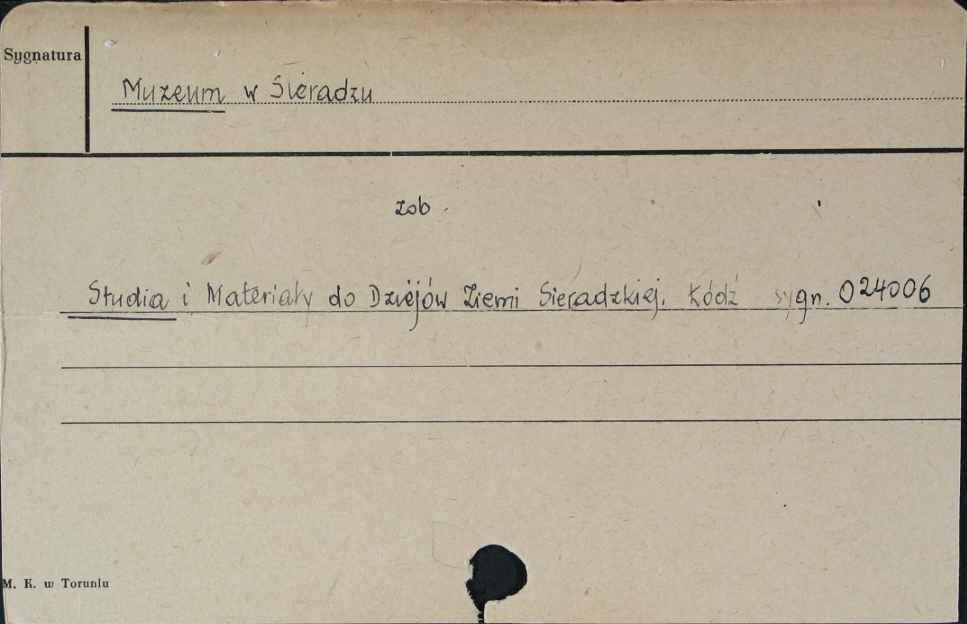 Sygnatura
Muzeum w Sieradzu
zob.
Studia i Materiały do Dziejów Ziemi Sieradzkiej. Łódź sygn. 024006
M. K. w Toruniu